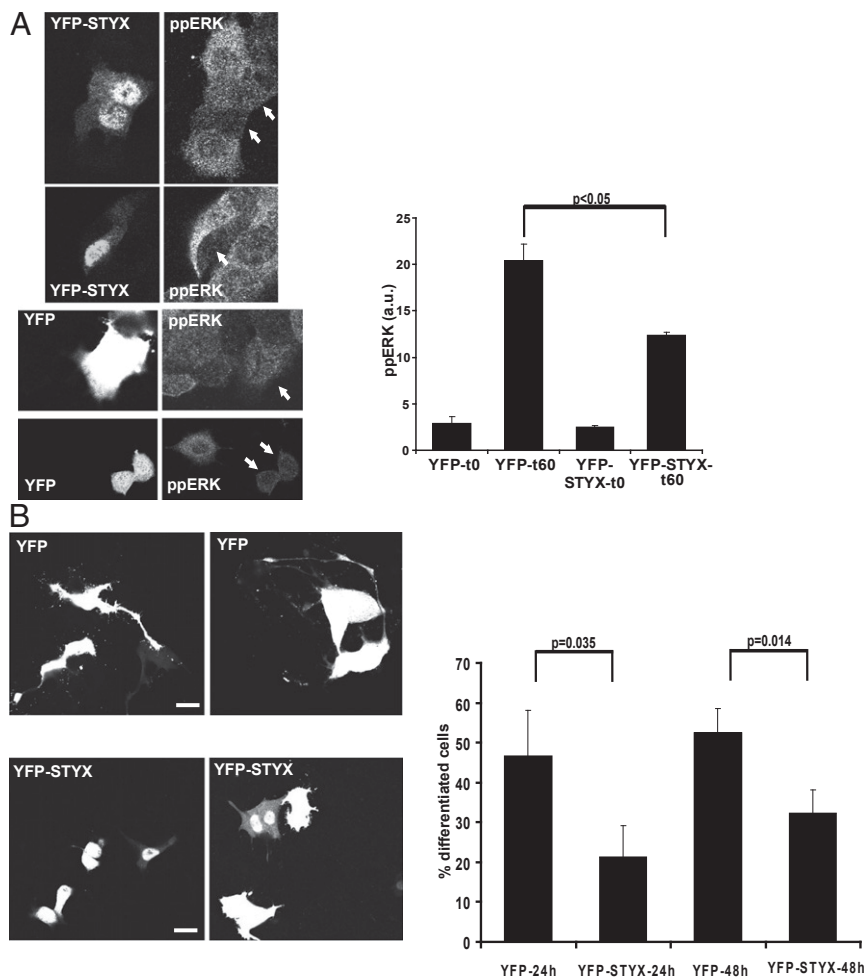 A
YFP-STYX
ppERK
YFP-STYX
ppERK
YFP
ppERK
YFP
ppERK
p<0.05
ppERK (a.u.)
25
20
15
10
5
0
YFP-t0
YFP-t60
YFP-
STYX-t0
YFP-STYX-
t60
B
YFP
YFP-STYX
YFP-STYX
p=0.035
p=0.014
% differentiated cells
70
60
50
40
30
20
10
0
YFP-24h
YFP-STYX-24h
YFP-48h
YFP-STYX-48h
YFP